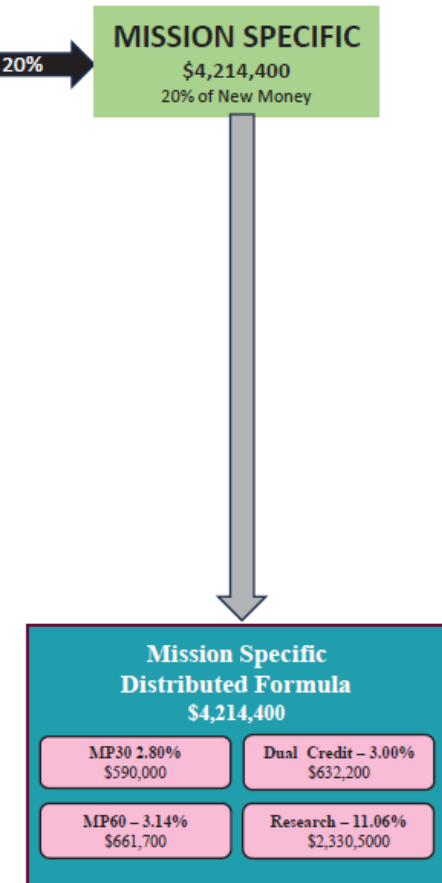 MISSION SPECIFIC
20%
$4,214,400
20% of New Money
Mission Specific
Distributed Formula
$4,214,400
MP30 2.80%
$590,000
Dual Credit – 3.00%
$632,200
MP60 – 3.14%
$661,700
Research – 11.06%
$2,330,5000